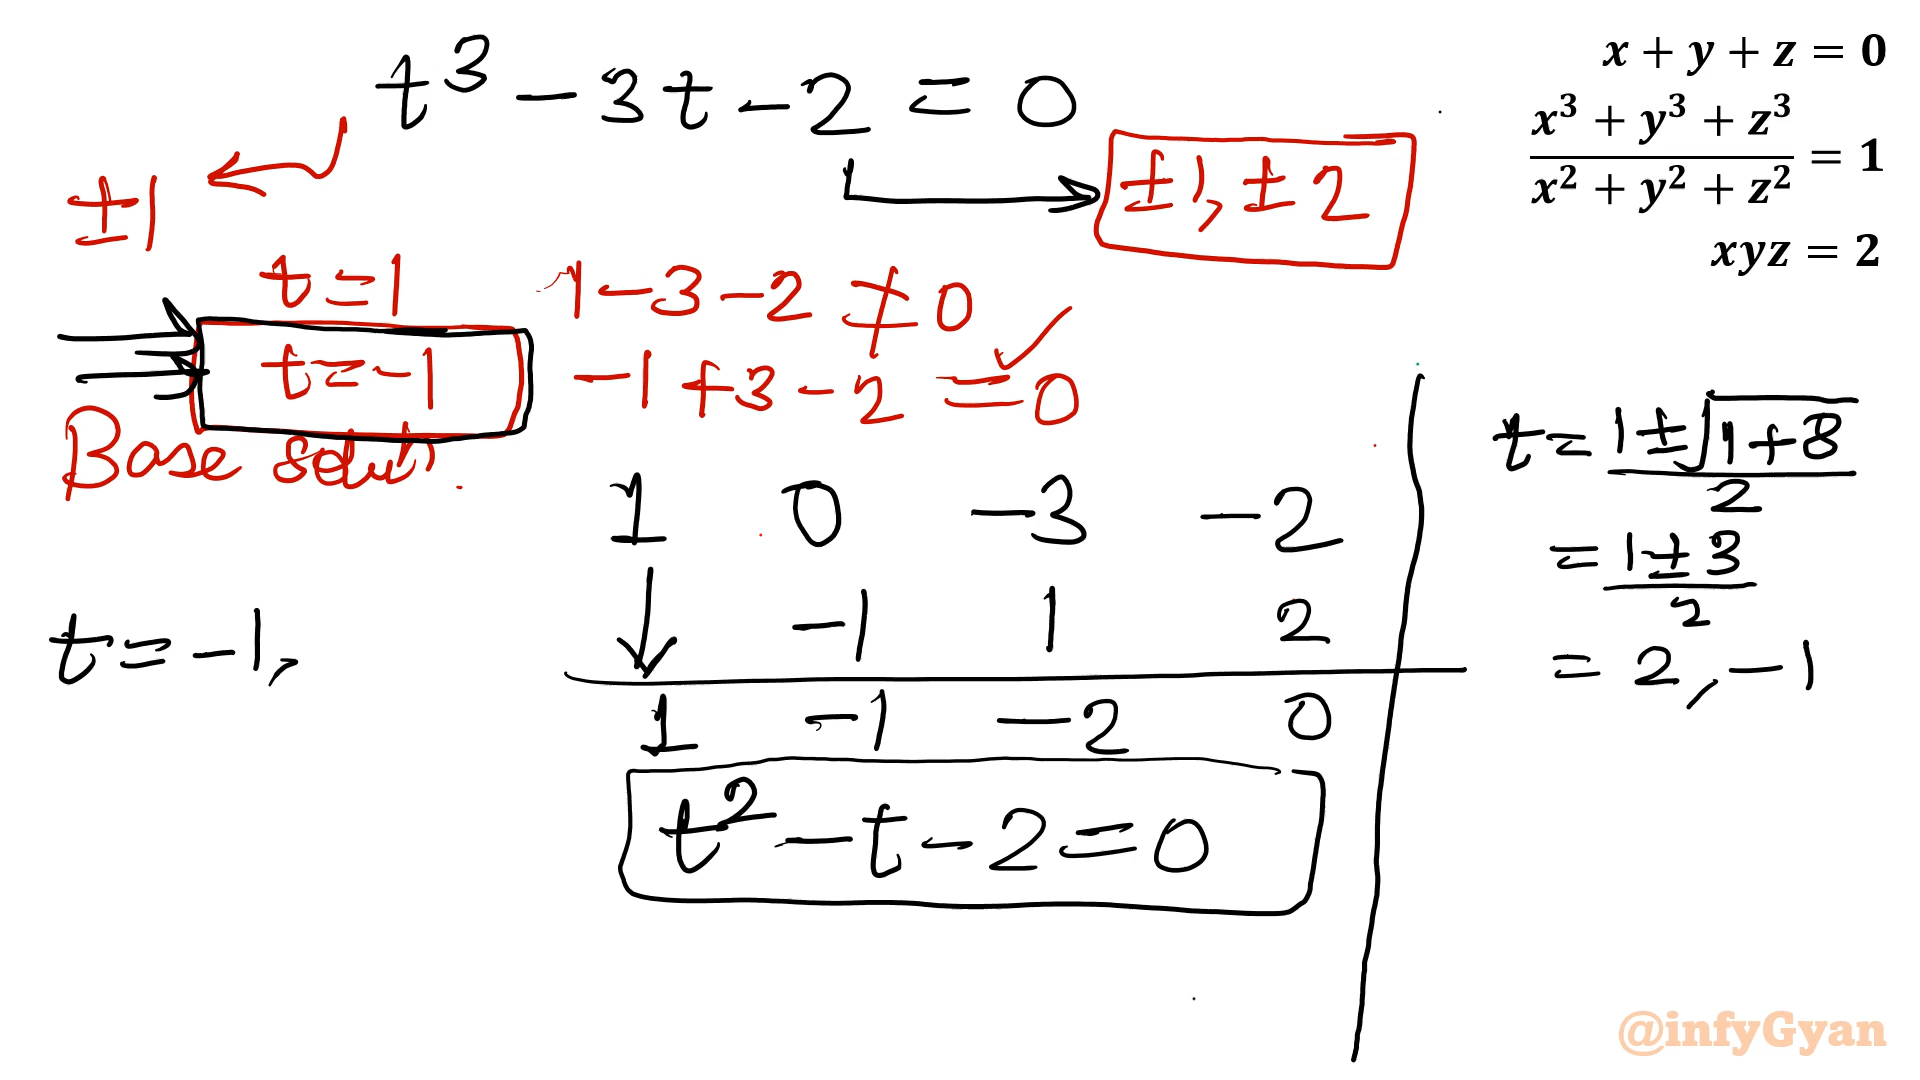 t³ − 3t − 2 = 0
x + y + z = 0
x³ + y³ + z³ / x² + y² + z² = 1
xyz = 2
±1
±1, ±2
t = 1 1 − 3 − 2 ≠ 0
t = −1 −1 + 3 − 2 = 0 ✓
Base solun.
1 0 −3 −2
−1 1 2
1 −1 −2 0
t² − t − 2 = 0
t = −1,
t = 1 ± √1 + 8 / 2
= 1 ± 3 / 2
= 2, −1
@infyGyan